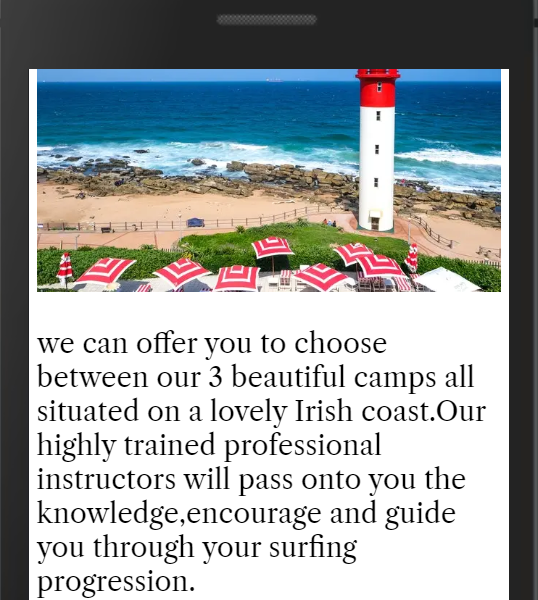 we can offer you to choose
between our 3 beautiful camps all
situated on a lovely Irish coast.Our
highly trained professional
instructors will pass onto you the
knowledge,encourage and guide
you through your surfing
progression.